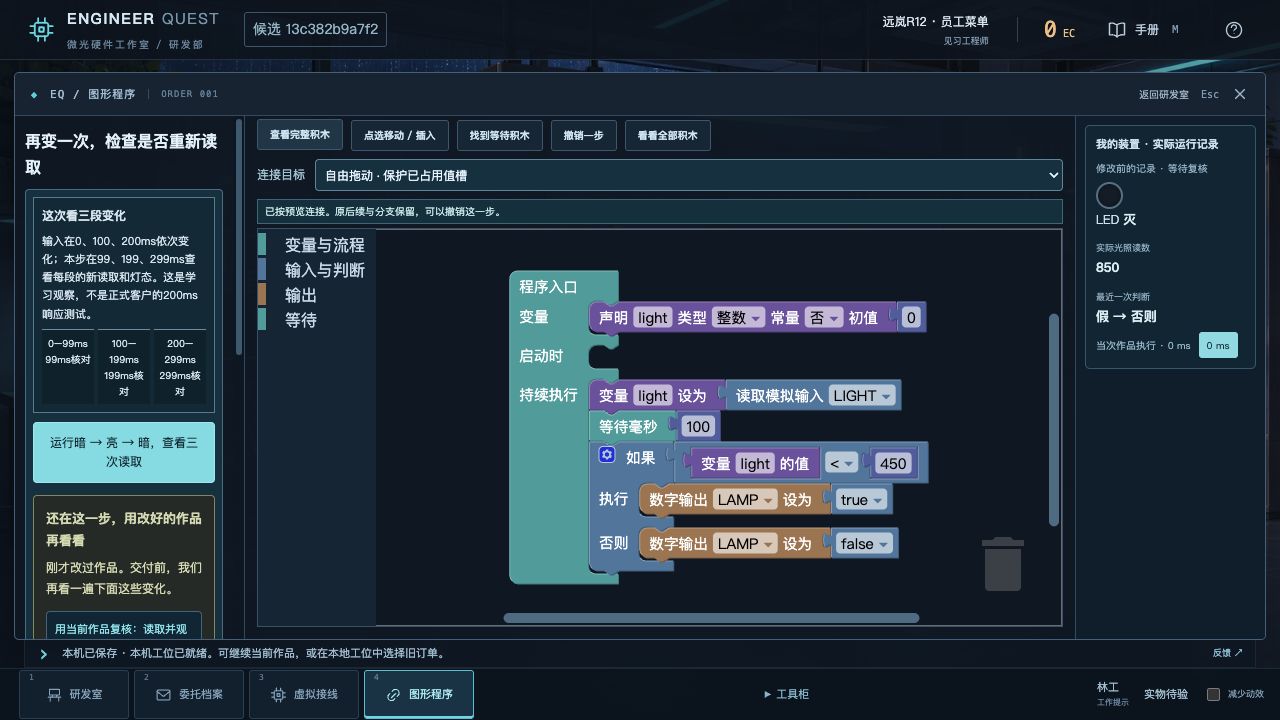 ENGINEER QUEST
微光硬件工作室 / 研发部
候选 13c382b9a7f2
远岚R12 · 员工菜单
见习工程师
0 EC
手册 M
EQ / 图形程序 ORDER 001
返回研发室 Esc
再变一次，检查是否重新读取
这次看三段变化
输入在0、100、200ms依次变
化；本步在99、199、299ms查
看每段的新读取和灯态。这是学
习观察，不是正式客户的200ms
响应测试。
0—99ms
99ms核对
100—
199ms
199ms核
对
200—
299ms
299ms核
对
运行暗 → 亮 → 暗，查看三
次读取
还在这一步，用改好的作品
再看看
刚才改过作品。交付前，我们
再看一遍下面这些变化。
用当前作品复核：读取并观
查看完整积木
点选移动 / 插入
找到等待积木
撤销一步
看看全部积木
连接目标
自由拖动 · 保护已占用值槽
已按预览连接。原后续与分支保留，可以撤销这一步。
变量与流程
输入与判断
输出
等待
程序入口
变量 声明 light 类型 整数 常量 否 初值 0
启动时
持续执行 变量 light 设为 读取模拟输入 LIGHT
等待毫秒 100
如果 变量 light 的值 < 450
执行 数字输出 LAMP 设为 true
否则 数字输出 LAMP 设为 false
我的装置 · 实际运行记录
修改前的记录 · 等待复核
LED 灭
实际光照读数
850
最近一次判断
假 → 否则
当次作品执行 · 0 ms 0 ms
本机已保存 · 本机工位已就绪。可继续当前作品，或在本地工位中选择旧订单。
反馈 ↗
1 研发室
2 委托档案
3 虚拟接线
4 图形程序
工具柜
林工
工作提示
实物待验
减少动效